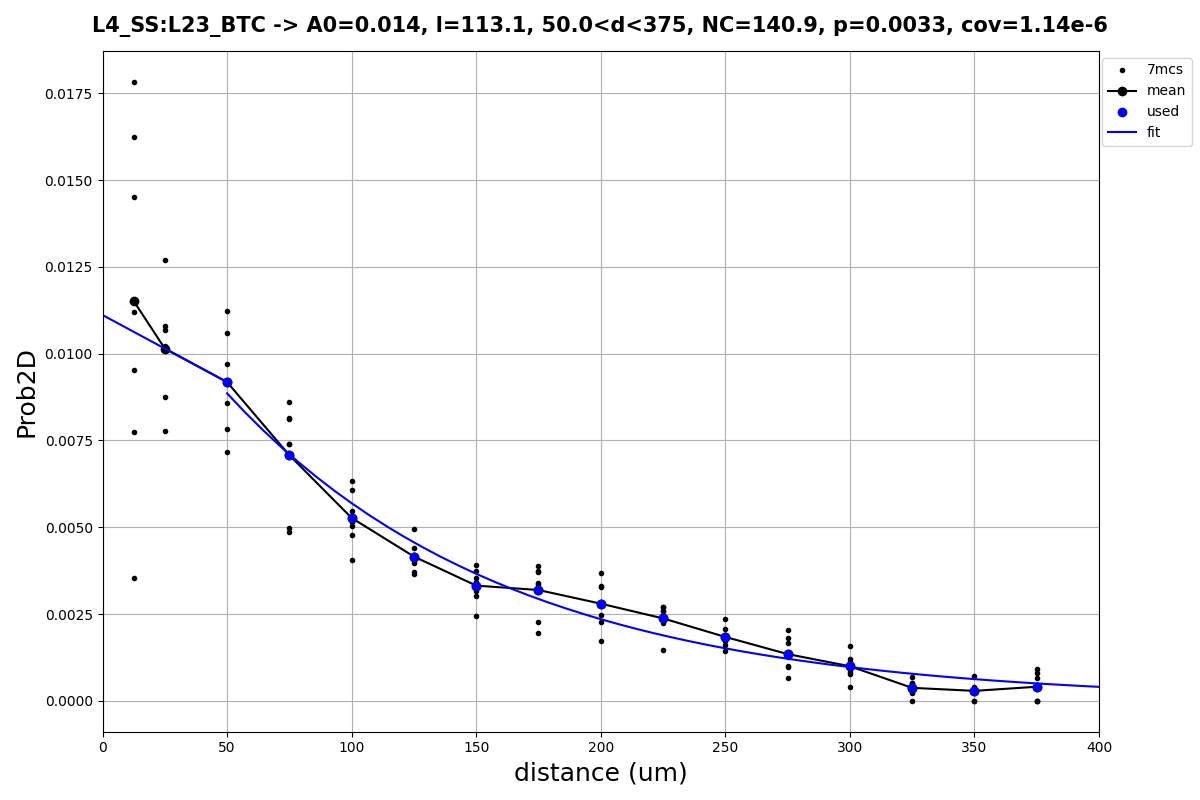 L4_SS:L23_BTC -> A0=0.014, l=113.1, 50.0<d<375, NC=140.9, p=0.0033, cov=1.14e-6
7mcs
mean
used
fit
Prob2D
0.0175
0.0150
0.0125
0.0100
0.0075
0.0050
0.0025
0.0000
0 50 100 150 200 250 300 350 400
distance (um)